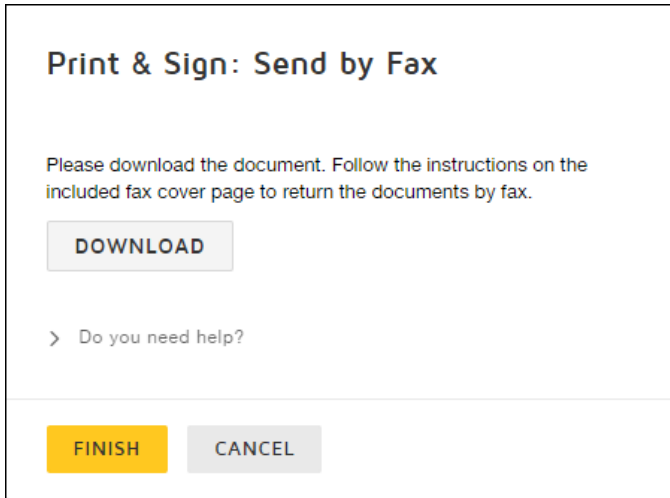 Print & Sign: Send by Fax
Please download the document. Follow the instructions on the
included fax cover page to return the documents by fax.
DOWNLOAD
Do you need help?
FINISH
CANCEL